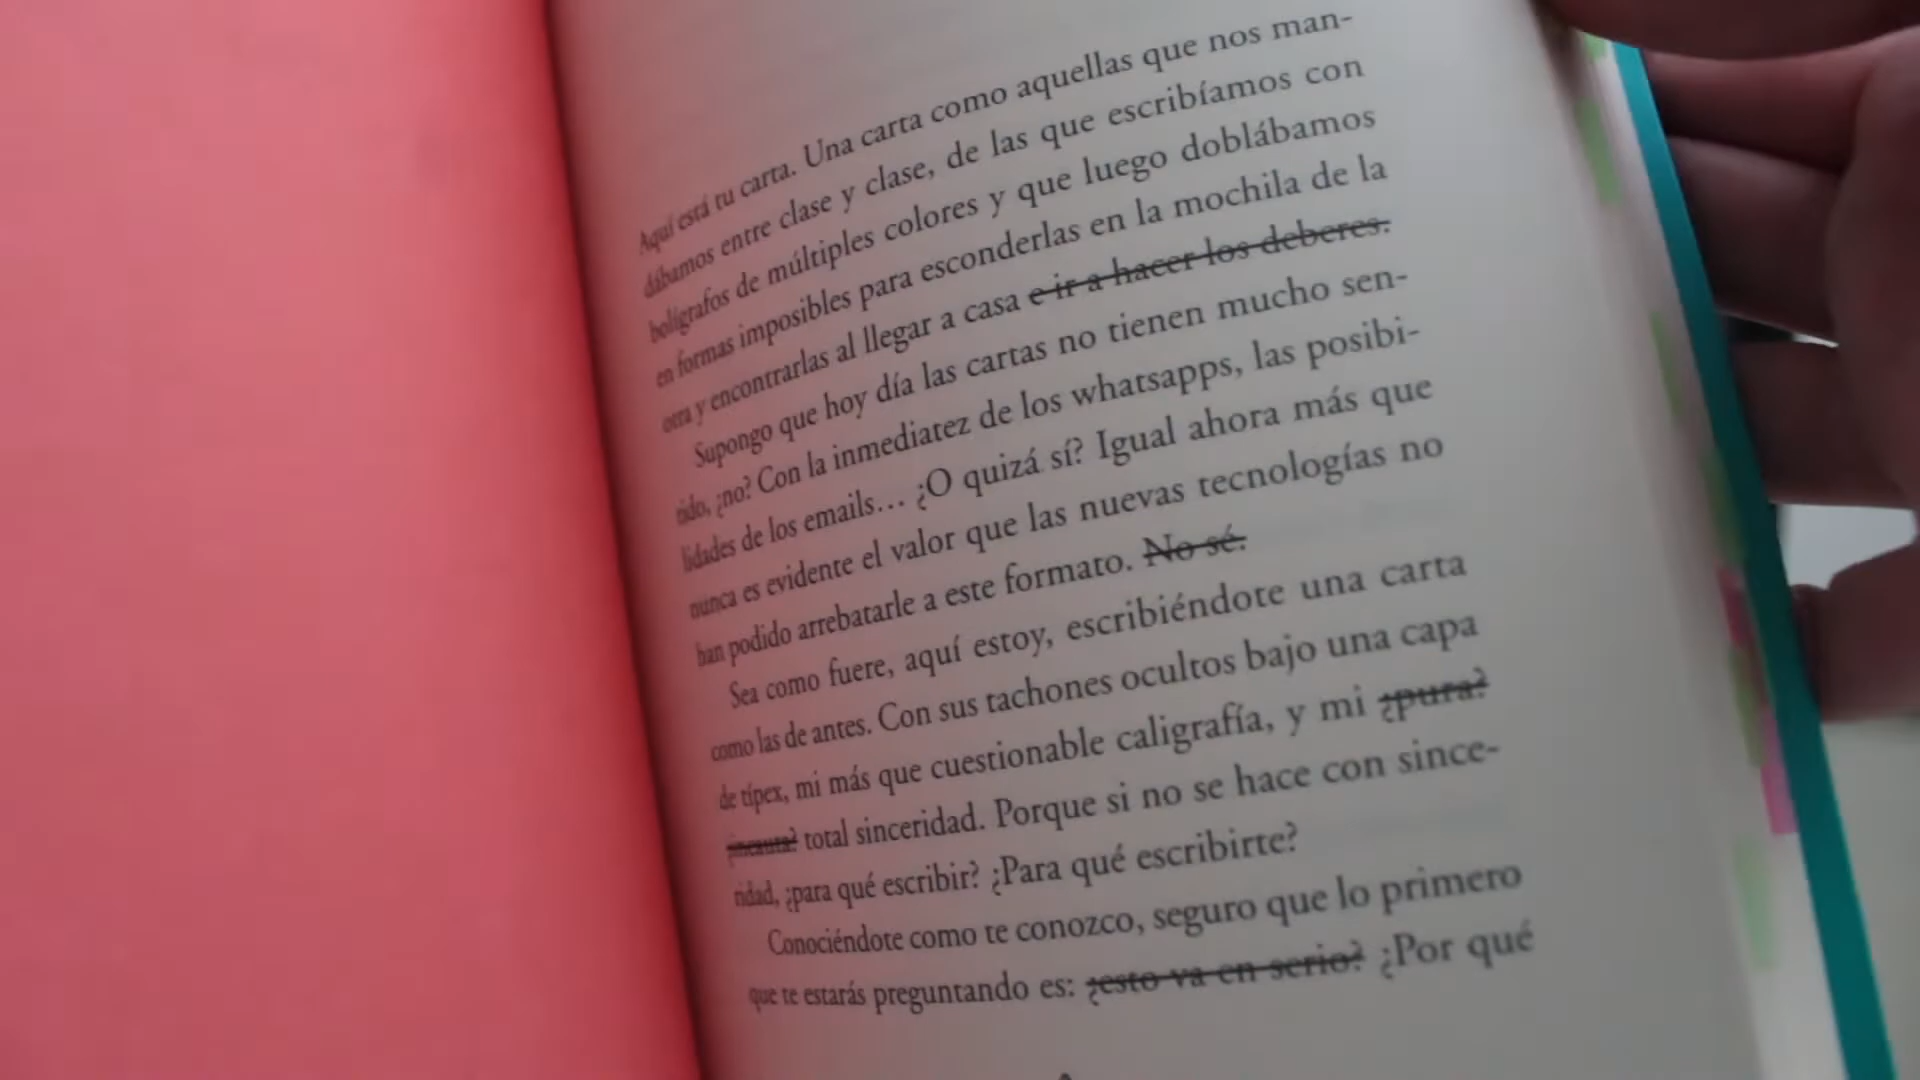 Aquí está tu carta. Una carta como aquellas que nos man-
dábamos entre clase y clase, de las que escribíamos con
bolígrafos de múltiples colores y que luego doblábamos
en formas imposibles para esconderlas en la mochila de la
otra y encontrarlas al llegar a casa e ir a hacer los deberes.
Supongo que hoy día las cartas no tienen mucho sen-
tido, ¿no? Con la inmediatez de los whatsapps, las posibi-
lidades de los emails… ¿O quizá sí? Igual ahora más que
nunca es evidente el valor que las nuevas tecnologías no
han podido arrebatarle a este formato. No sé.
Sea como fuere, aquí estoy, escribiéndote una carta
como las de antes. Con sus tachones ocultos bajo una capa
de típex, mi más que cuestionable caligrafía, y mi ¿pura?
¿incauta? total sinceridad. Porque si no se hace con since-
ridad, ¿para qué escribir? ¿Para qué escribirte?
Conociéndote como te conozco, seguro que lo primero
que te estarás preguntando es: ¿esto va en serio? ¿Por qué